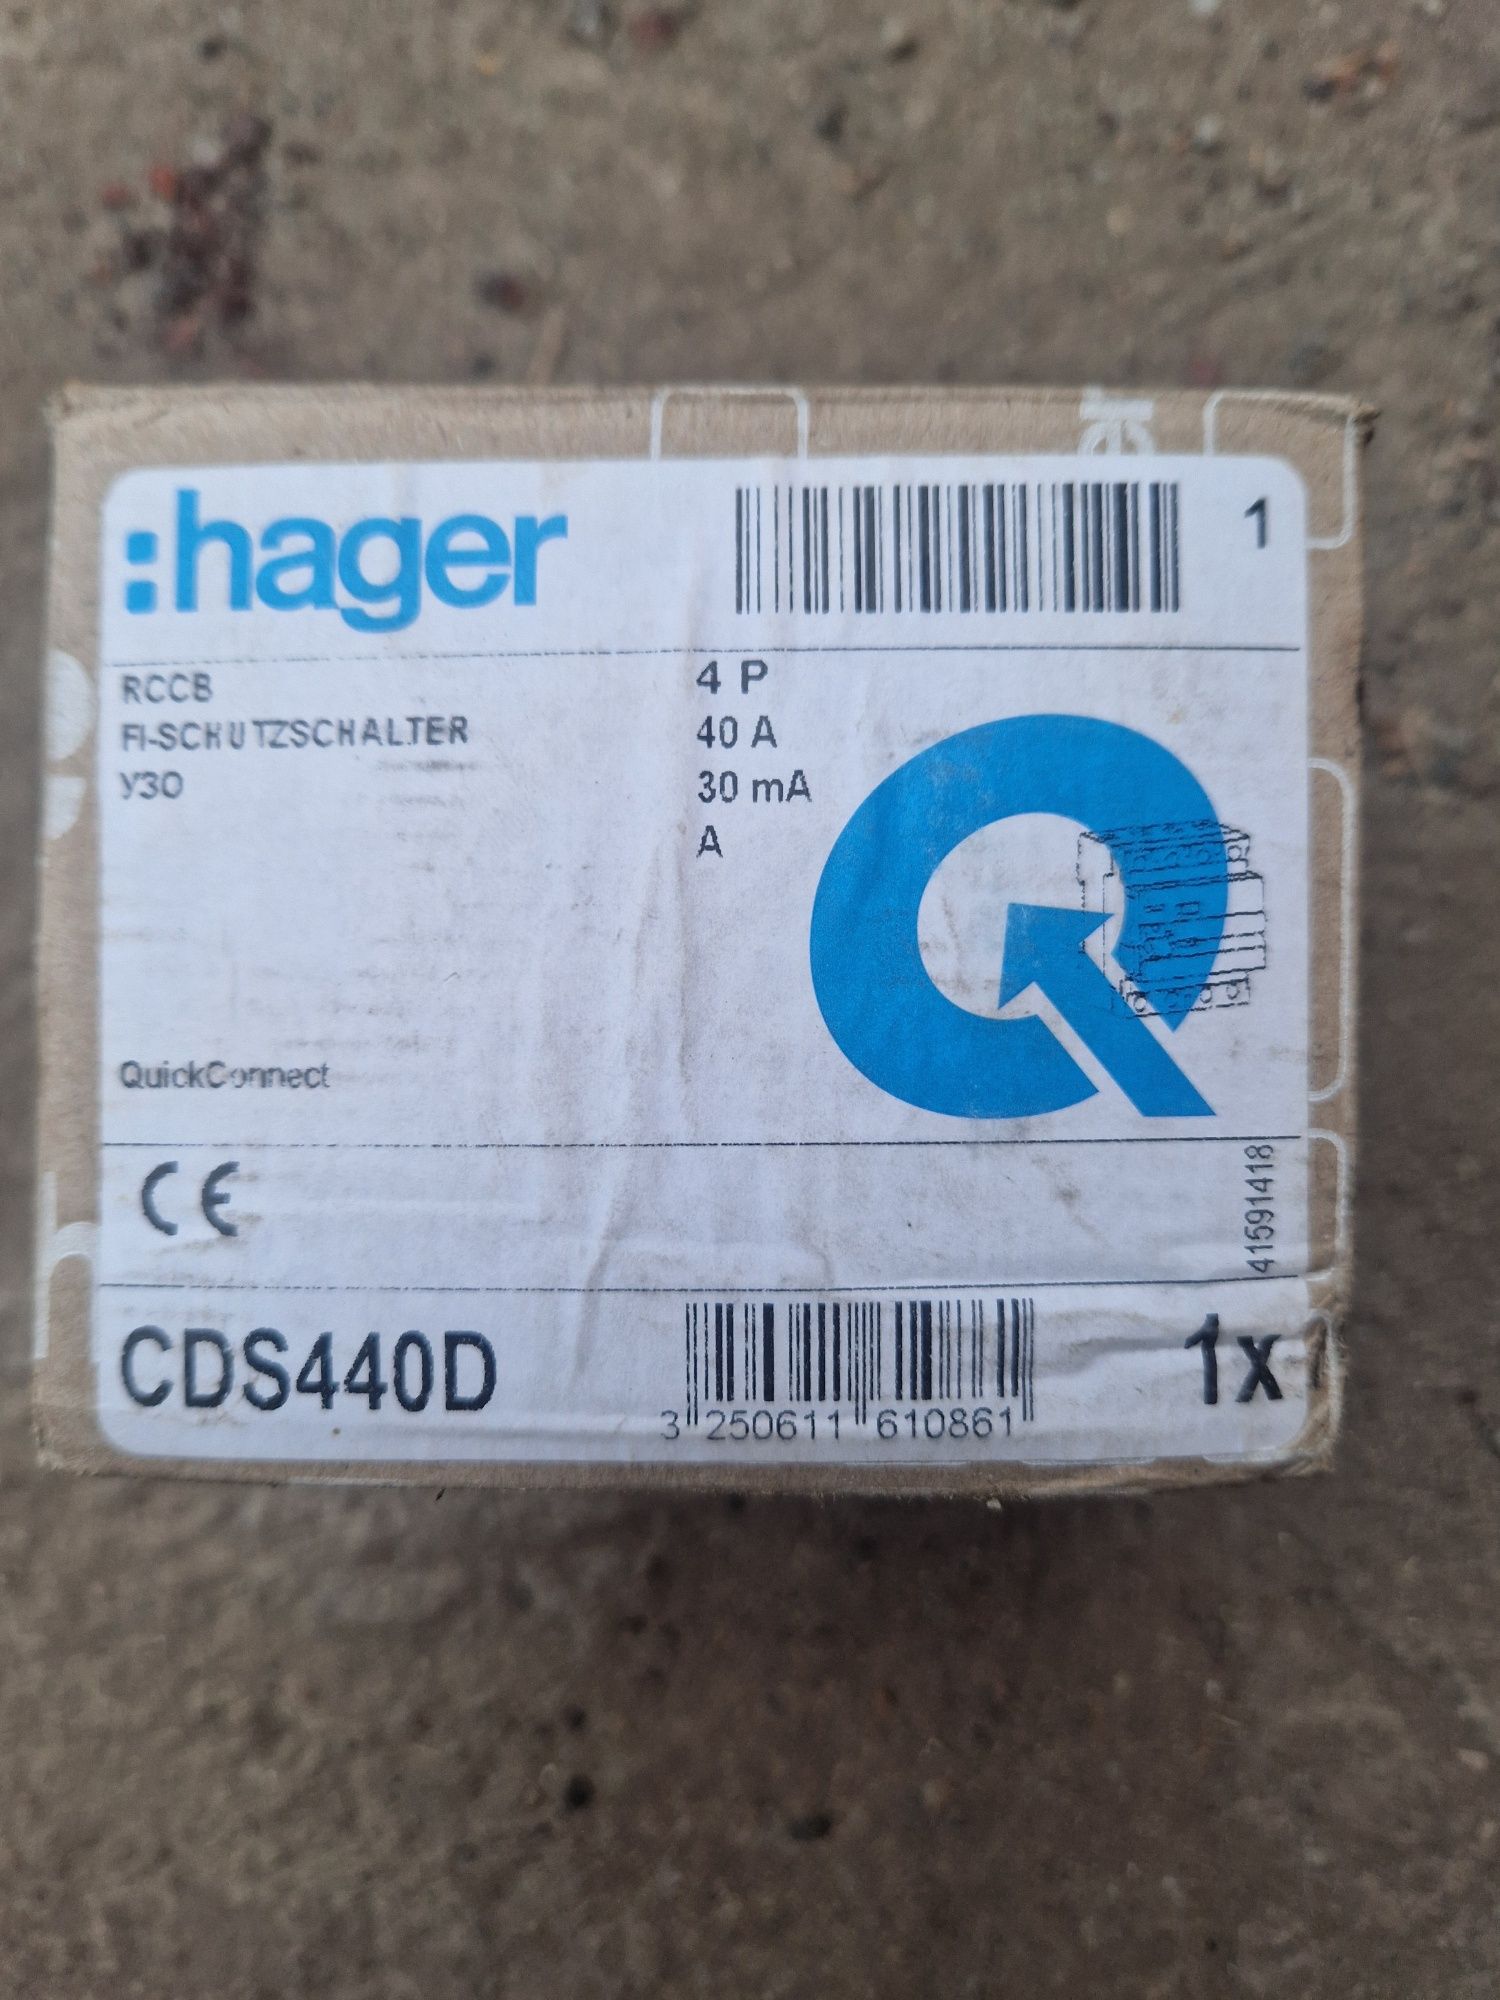 :hager
1
RCCB
4 P
FI-SCHUTZSCHALTER
40 A
УЗО
30 mA
A
QuickConnect
CE
41591418
CDS440D
3 250611 610861
1x